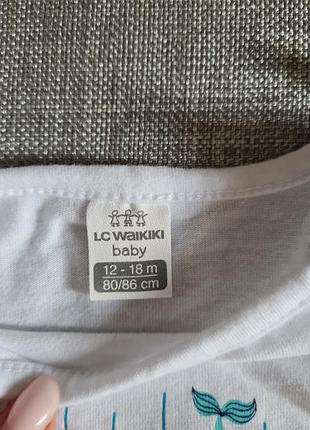 LC WAIKIKI
baby
12 - 18 m
80/86 cm